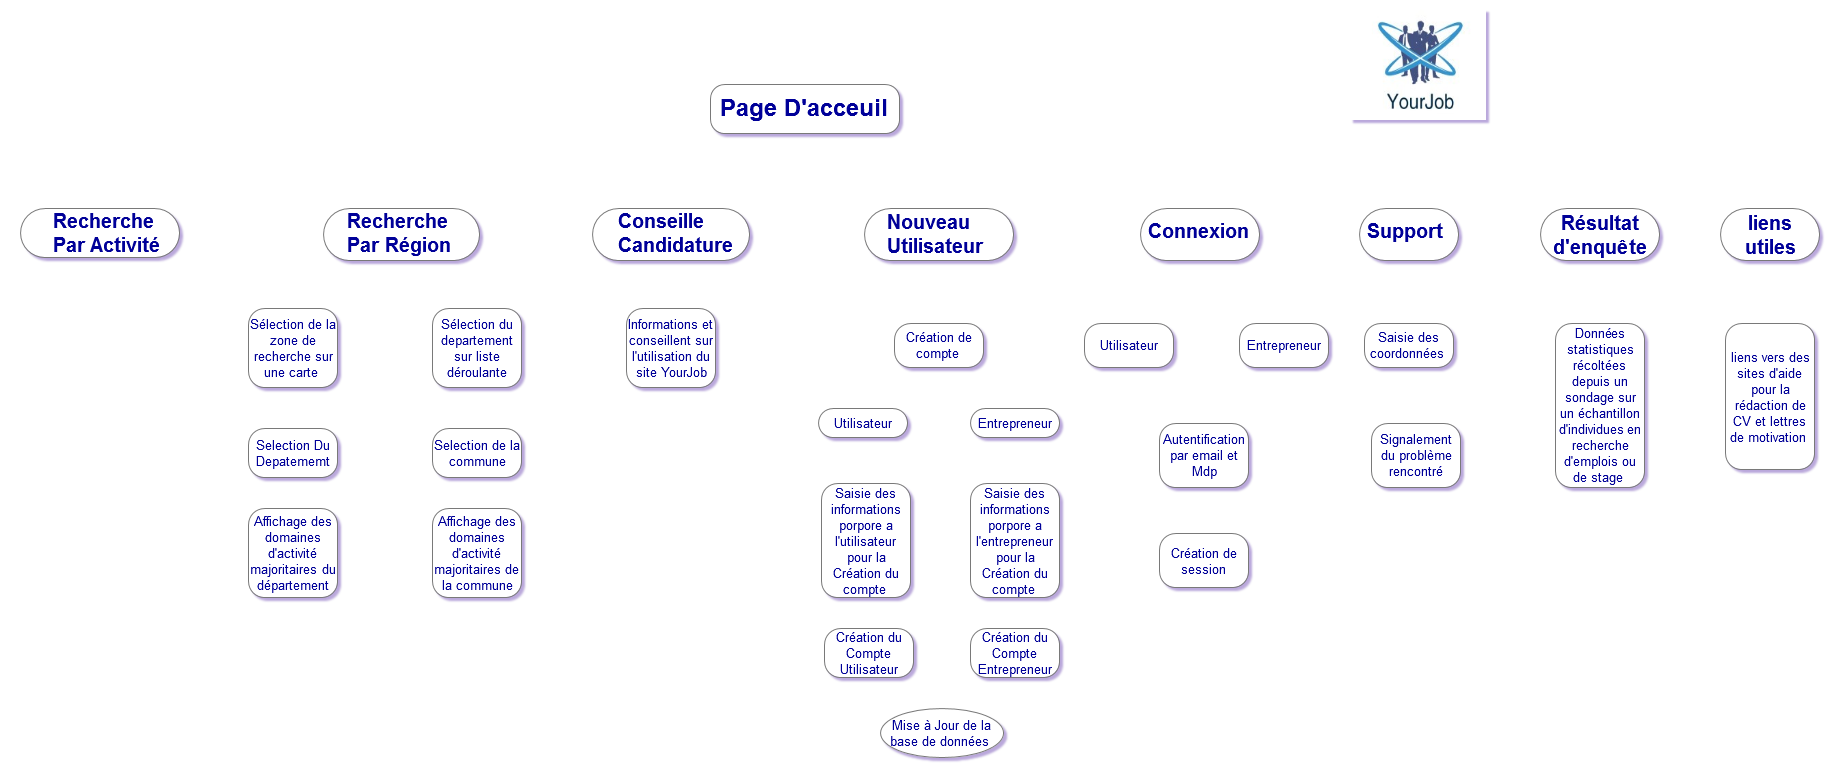 YourJob
Page D'acceuil
Recherche
Par Activité
Recherche
Par Région
Conseille
Candidature
Nouveau
Utilisateur
Connexion
Support
Résultat
d'enquête
liens
utiles
Sélection de la
zone de
recherche sur
une carte
Sélection du
departement
sur liste
déroulante
Informations et
conseillent sur
l'utilisation du
site YourJob
Création de
compte
Utilisateur
Entrepreneur
Saisie des
coordonnées
Données
statistiques
récoltées
depuis un
sondage sur
un échantillon
d'individues en
recherche
d'emplois ou
de stage
liens vers des
sites d'aide
pour la
rédaction de
CV et lettres
de motivation
Selection Du
Depatememt
Selection de la
commune
Utilisateur
Entrepreneur
Autentification
par email et
Mdp
Signalement
du problème
rencontré
Affichage des
domaines
d'activité
majoritaires du
département
Affichage des
domaines
d'activité
majoritaires de
la commune
Saisie des
informations
porpore a
l'utilisateur
pour la
Création du
compte
Saisie des
informations
porpore a
l'entrepreneur
pour la
Création du
compte
Création de
session
Création du
Compte
Utilisateur
Création du
Compte
Entrepreneur
Mise à Jour de la
base de données